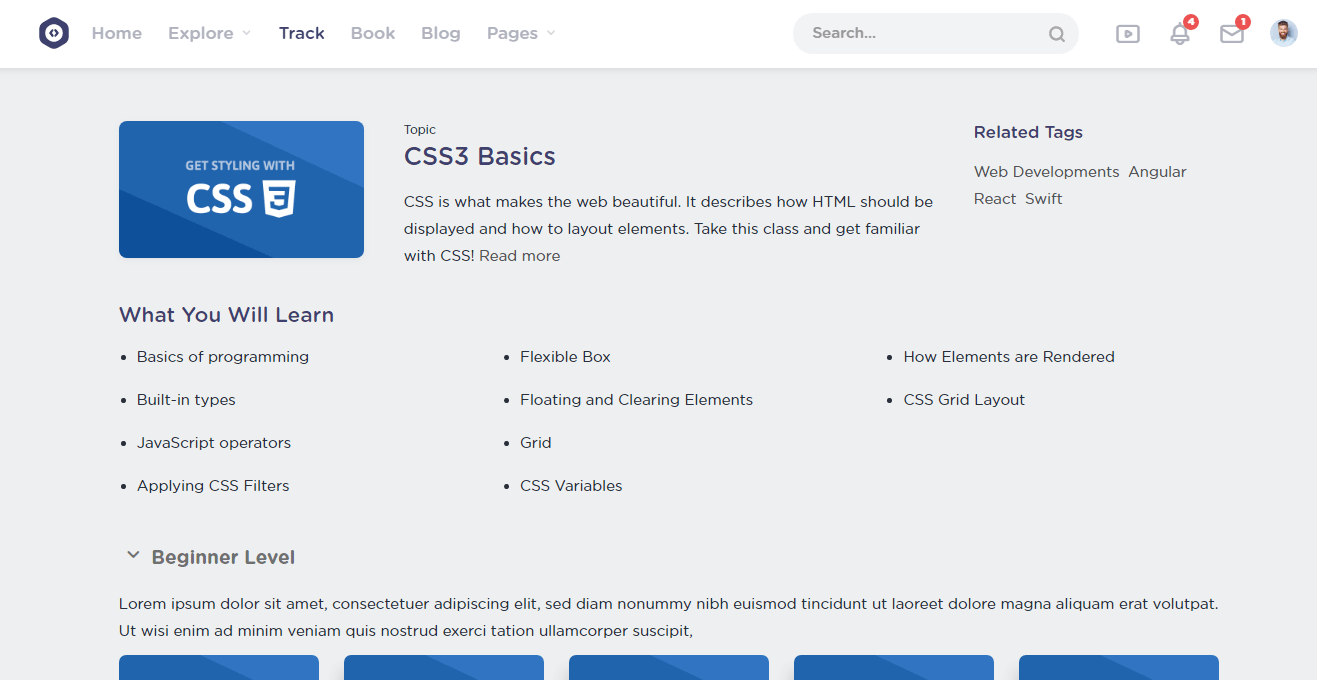 Home Explore Track Book Blog Pages Search... 4 1
GET STYLING WITH
CSS 3
Topic
CSS3 Basics
CSS is what makes the web beautiful. It describes how HTML should be
displayed and how to layout elements. Take this class and get familiar
with CSS! Read more
Related Tags
Web Developments Angular
React Swift
What You Will Learn
Basics of programming
Built-in types
JavaScript operators
Applying CSS Filters
Flexible Box
Floating and Clearing Elements
Grid
CSS Variables
How Elements are Rendered
CSS Grid Layout
Beginner Level
Lorem ipsum dolor sit amet, consectetuer adipiscing elit, sed diam nonummy nibh euismod tincidunt ut laoreet dolore magna aliquam erat volutpat.
Ut wisi enim ad minim veniam quis nostrud exerci tation ullamcorper suscipit,